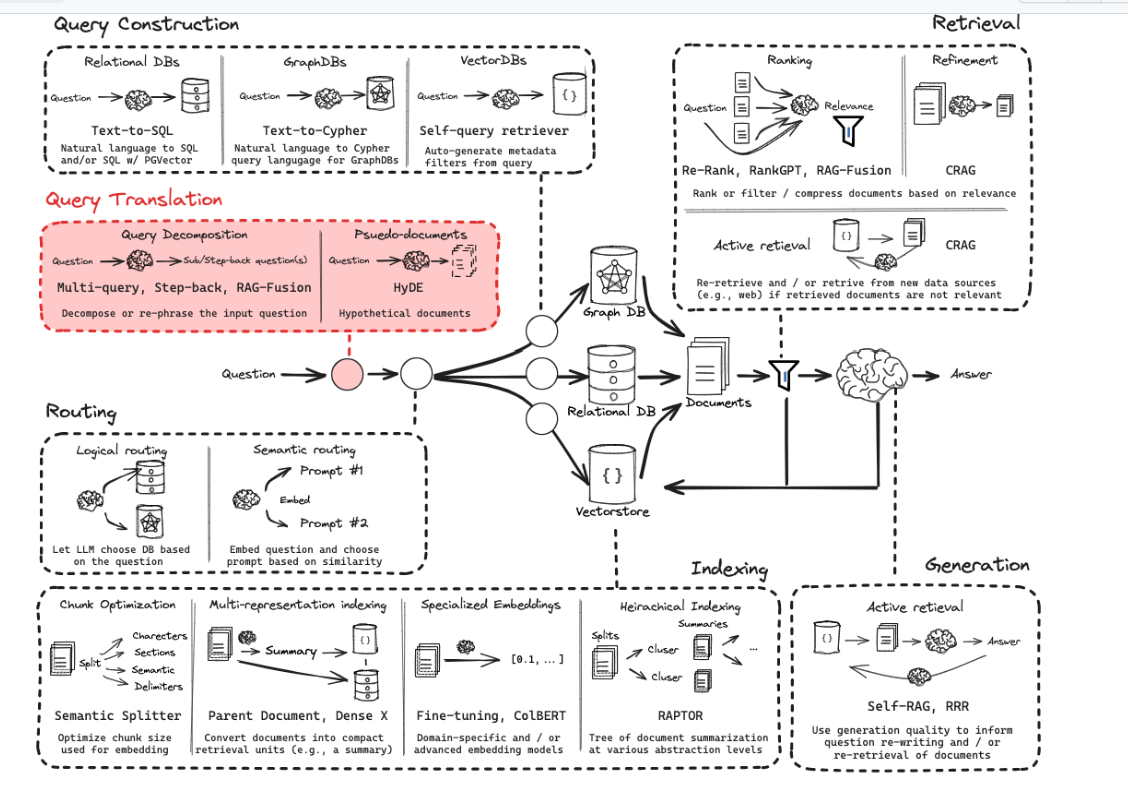 Query Construction
Relational DBs
Question
Text-to-SQL
Natural language to SQL
and/or SQL w/ PGVector
GraphDBs
Question
Text-to-Cypher
Natural language to Cypher
query langugage for GraphDBs
VectorDBs
Question
{}
Self-query retriever
Auto-generate metadata
filters from query
Retrieval
Ranking
Question
Relevance
Re-Rank, RankGPT, RAG-Fusion
Refinement
CRAG
Rank or filter / compress documents based on relevance
Active retieval
{}
CRAG
Re-retrieve and / or retrive from new data sources
(e.g., web) if retrieved documents are not relevant
Query Translation
Query Decomposition
Question
Sub/Step-back question(s)
Multi-query, Step-back, RAG-Fusion
Decompose or re-phrase the input question
Psuedo-documents
Question
HyDE
Hypothetical documents
Question
Graph DB
Relational DB
{}
Vectorstore
Documents
Answer
Routing
Logical routing
Let LLM choose DB based
on the question
Semantic routing
Prompt #1
Embed
Prompt #2
Embed question and choose
prompt based on similarity
Indexing
Chunk Optimization
Split
Charecters
Sections
Semantic
Delimiters
Semantic Splitter
Optimize chunk size
used for embedding
Multi-representation indexing
Summary
{}
Parent Document, Dense X
Convert documents into compact
retrieval units (e.g., a summary)
Specialized Embeddings
[0.1, ...]
Fine-tuning, ColBERT
Domain-specific and / or
advanced embedding models
Heirachical Indexing
Summaries
Splits
Cluser
Cluser
...
RAPTOR
Tree of document summarization
at various abstraction levels
Generation
Active retieval
{}
Answer
Self-RAG, RRR
Use generation quality to inform
question re-writing and / or
re-retrieval of documents